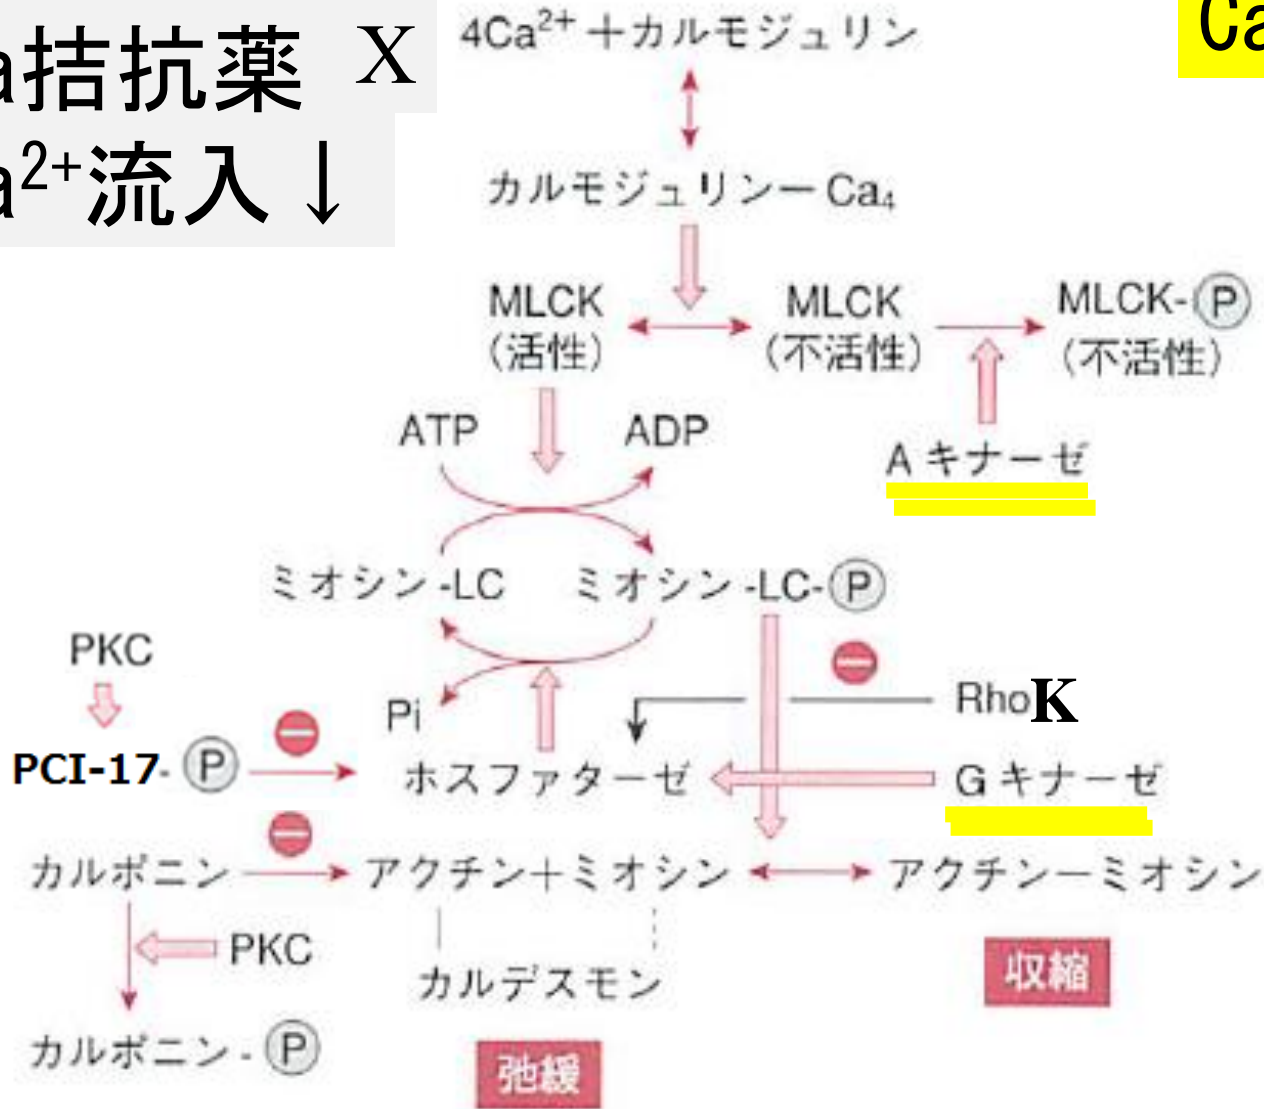 a拮抗薬 X
a²⁺流入↓
Ca
4Ca²⁺+カルモジュリン
カルモジュリンーCa₄
MLCK
(活性)
MLCK
(不活性)
MLCK-Ⓟ
(不活性)
ATP
ADP
A キナーゼ
ミオシン-LC
ミオシン-LC-Ⓟ
PKC
Pi
RhoK
PCI-17-Ⓟ
ホスファターゼ
G キナーゼ
カルポニン
アクチン+ミオシン
アクチンーミオシン
PKC
カルデスモン
収縮
カルポニン-Ⓟ
弛緩